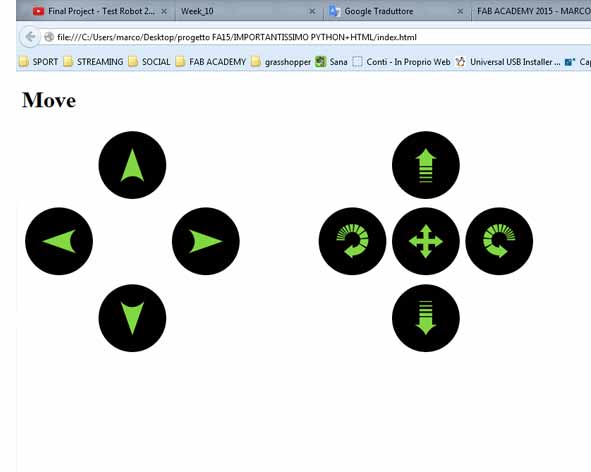 Final Project - Test Robot 2...
Week_10
Google Traduttore
FAB ACADEMY 2015 - MARCO
file:///C:/Users/marco/Desktop/progetto FA15/IMPORTANTISSIMO PYTHON+HTML/index.html
SPORT STREAMING SOCIAL FAB ACADEMY grasshopper Sana Conti - In Proprio Web Universal USB Installer ... Ca
Move